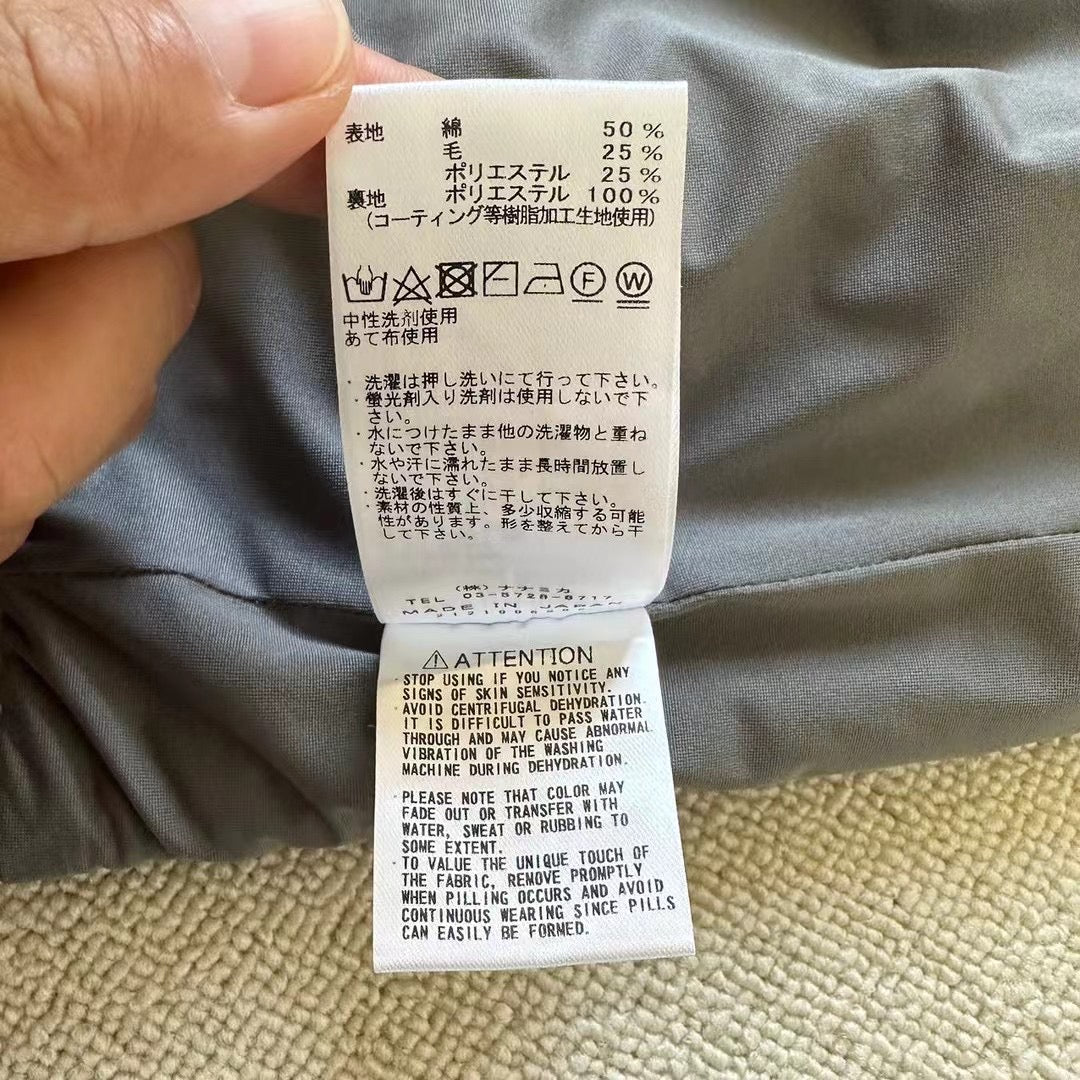 表地 綿 50%
毛 25%
ポリエステル 25%
裏地 ポリエステル 100%
(コーティング等樹脂加工生地使用)
F W
中性洗剤使用
あて布使用
・洗濯は押し洗いにて行って下さい。
・螢光剤入り洗剤は使用しないで下
さい。
・水につけたまま他の洗濯物と重ね
ないで下さい。
・水や汗に濡れたまま長時間放置し
ないで下さい。
・洗濯後はすぐに干して下さい。
・素材の性質上、多少収縮する可能
性があります。形を整えてから干
して下さい。
(株)ナナミカ
TEL 03-5728-6717
MADE IN JAPAN
ATTENTION
・STOP USING IF YOU NOTICE ANY
SIGNS OF SKIN SENSITIVITY.
・AVOID CENTRIFUGAL DEHYDRATION.
IT IS DIFFICULT TO PASS WATER
THROUGH AND MAY CAUSE ABNORMAL
VIBRATION OF THE WASHING
MACHINE DURING DEHYDRATION.
・PLEASE NOTE THAT COLOR MAY
FADE OUT OR TRANSFER WITH
WATER, SWEAT OR RUBBING TO
SOME EXTENT.
・TO VALUE THE UNIQUE TOUCH OF
THE FABRIC, REMOVE PROMPTLY
WHEN PILLING OCCURS AND AVOID
CONTINUOUS WEARING SINCE PILLS
CAN EASILY BE FORMED.